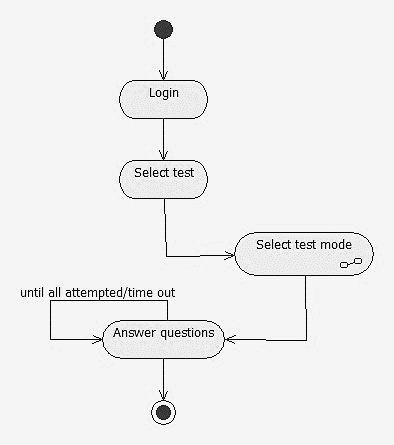 Login
Select test
Select test mode
until all attempted/time out
Answer questions